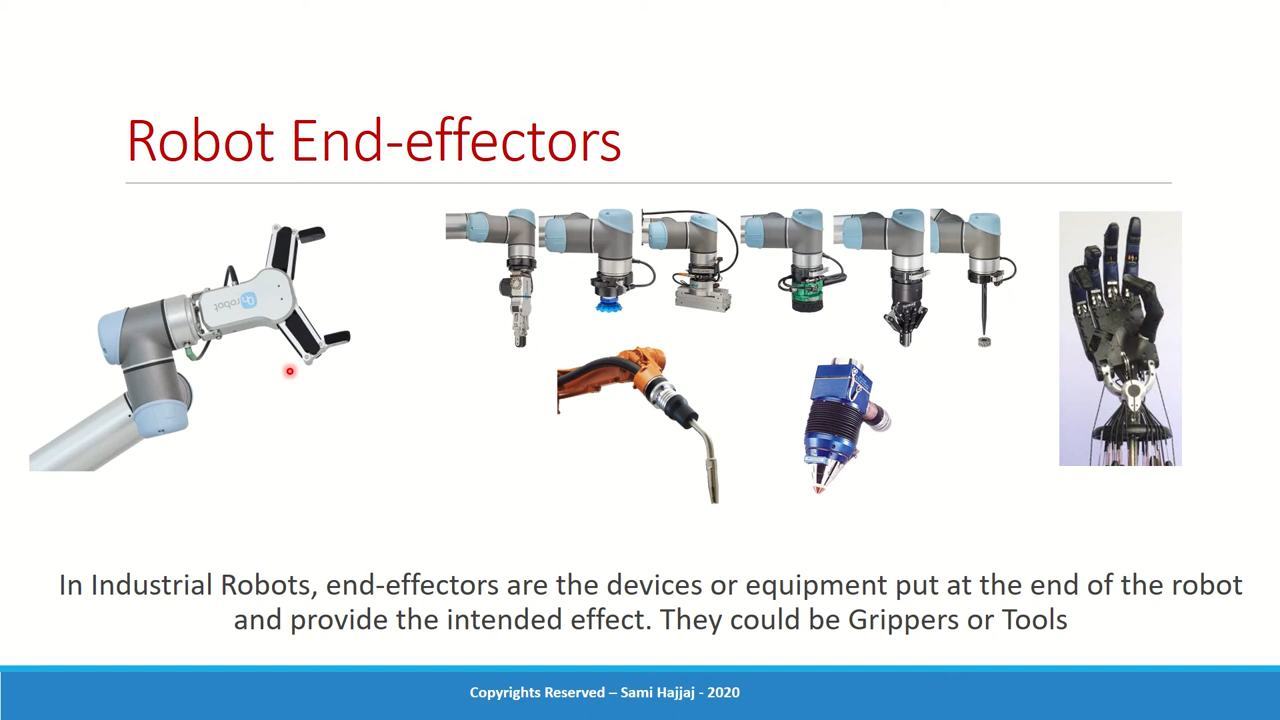 Robot End-effectors
robot
In Industrial Robots, end-effectors are the devices or equipment put at the end of the robot
and provide the intended effect. They could be Grippers or Tools
Copyrights Reserved – Sami Hajjaj - 2020